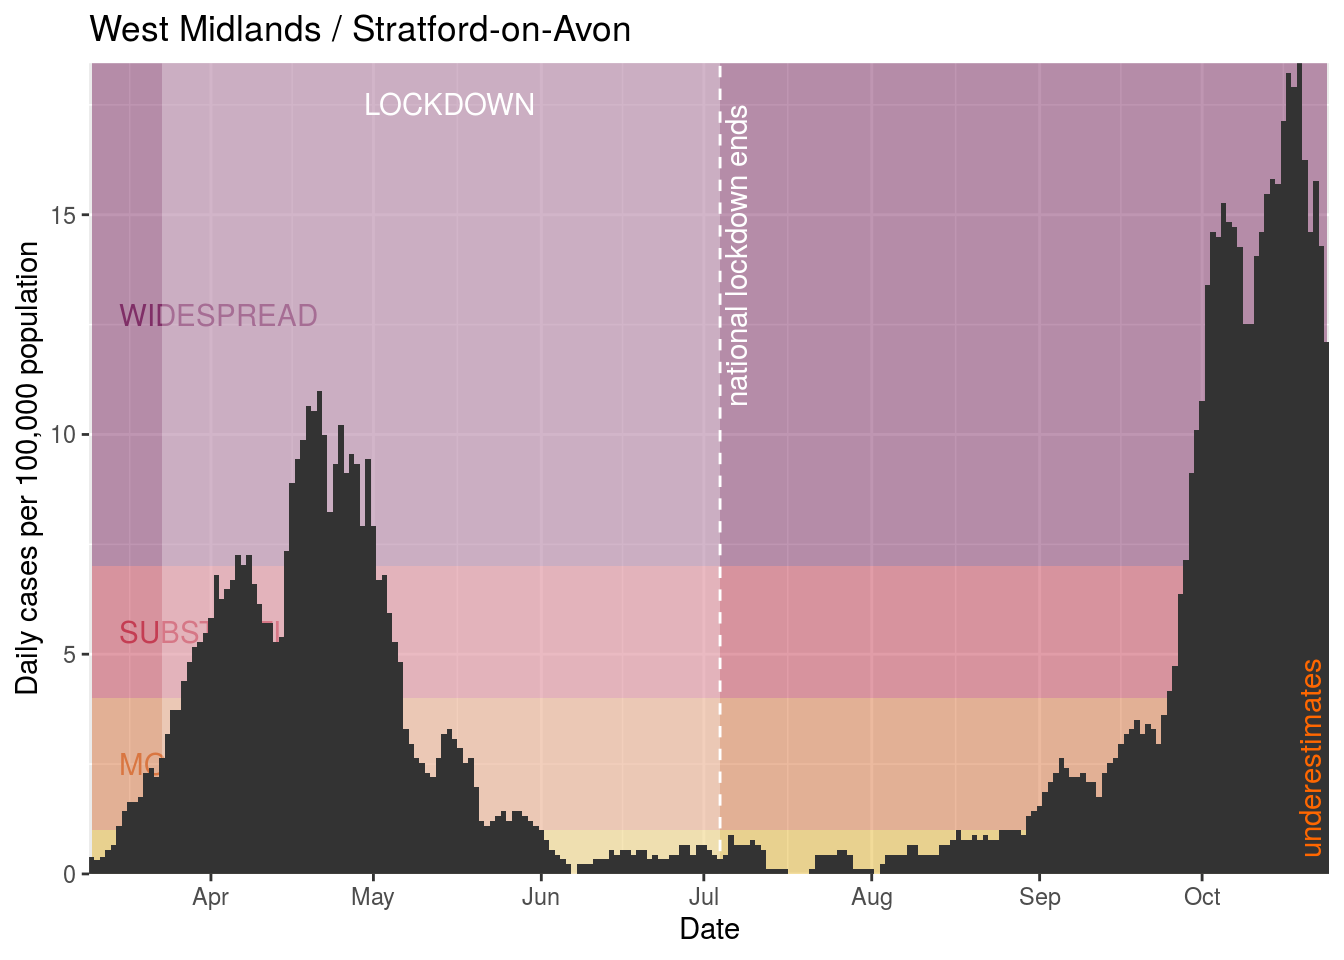 West Midlands / Stratford-on-Avon
LOCKDOWN
national lockdown ends
WIDESPREAD
Daily cases per 100,000 population
15
10
5
0
underestimates
Apr May Jun Jul Aug Sep Oct
Date